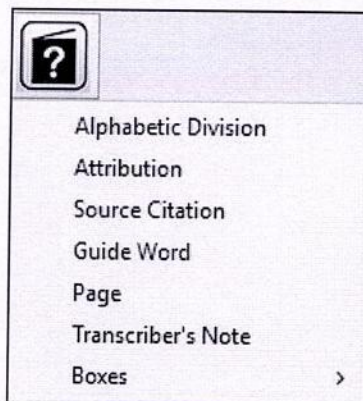 ?
Alphabetic Division
Attribution
Source Citation
Guide Word
Page
Transcriber's Note
Boxes >